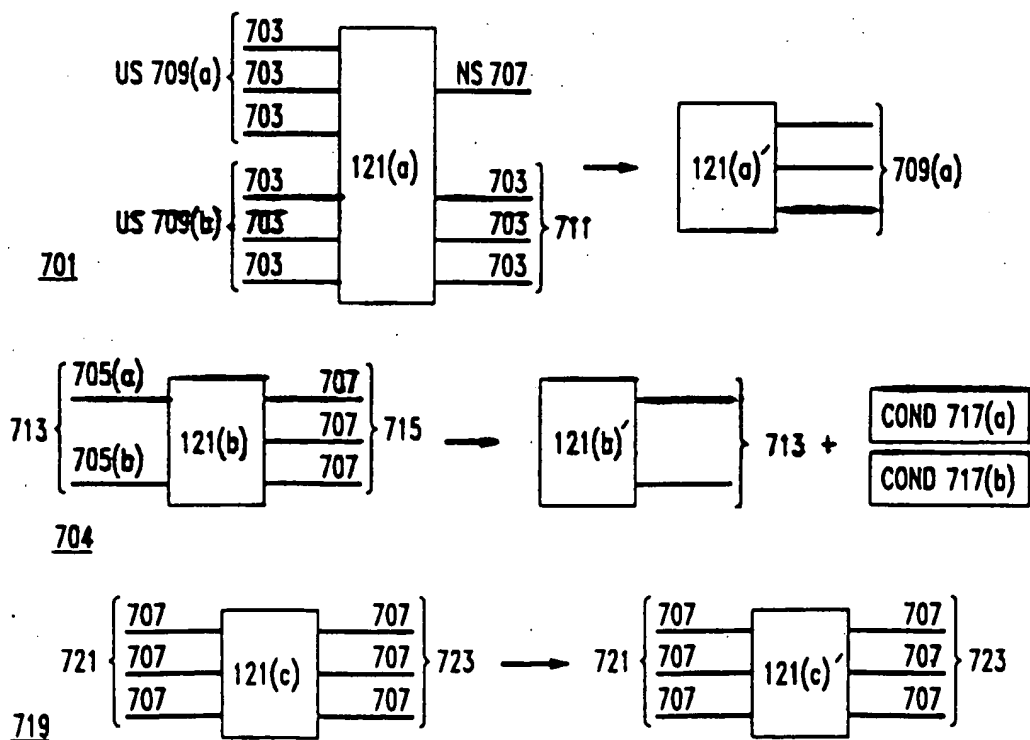 703
US 709(a) 703 NS 707
703
121(a) 121(a)′ 709(a)
703 703
US 709(b) 703 703 711
703 703
701
705(a) 707
713 121(b) 707 715 121(b)′ 713 + COND 717(a)
705(b) 707 COND 717(b)
704
707 707 707 707
721 707 121(c) 707 723 721 707 121(c)′ 707 723
707 707 707 707
719